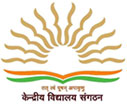 तत् त्वं पूषन् अपावृणु
केन्द्रीय विद्यालय संगठन